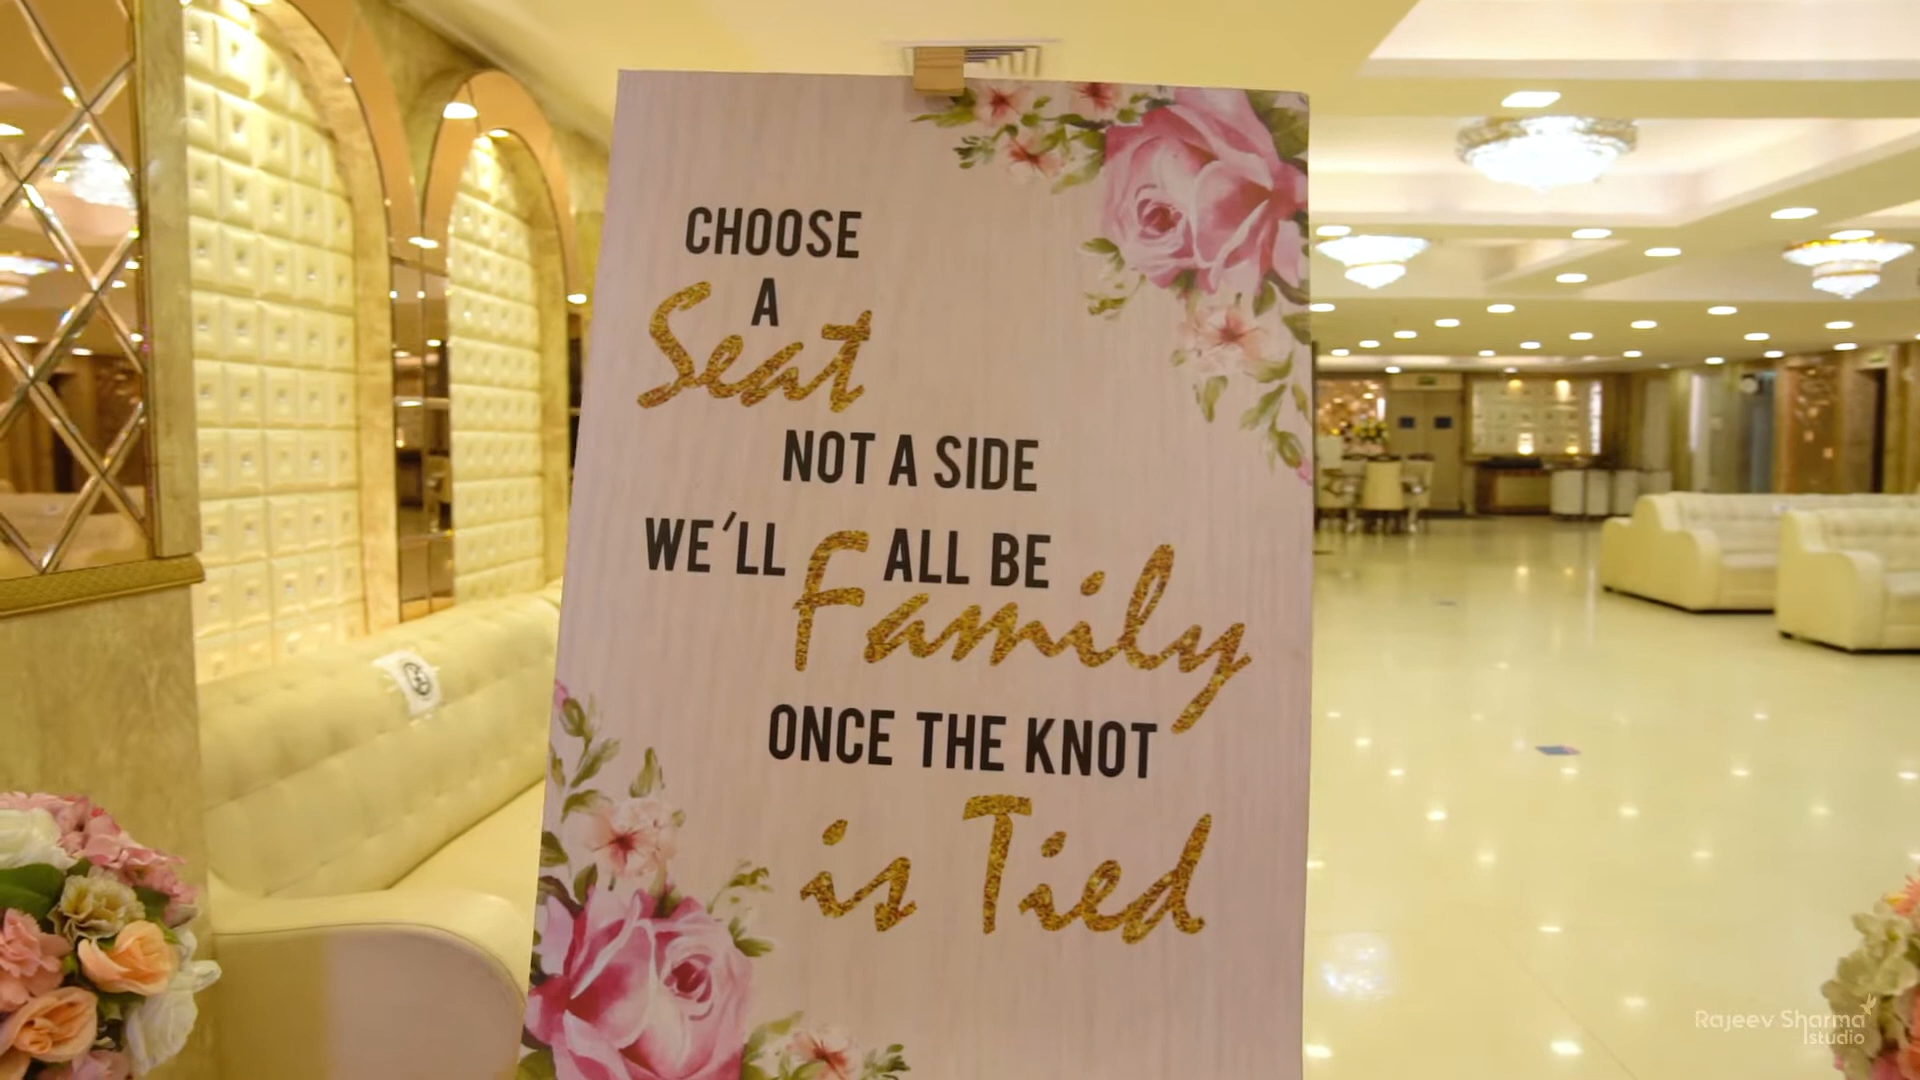 CHOOSE
A
Seat
NOT A SIDE
WE'LL ALL BE
Family
ONCE THE KNOT
is Tied
Rajeev Sharma
studio